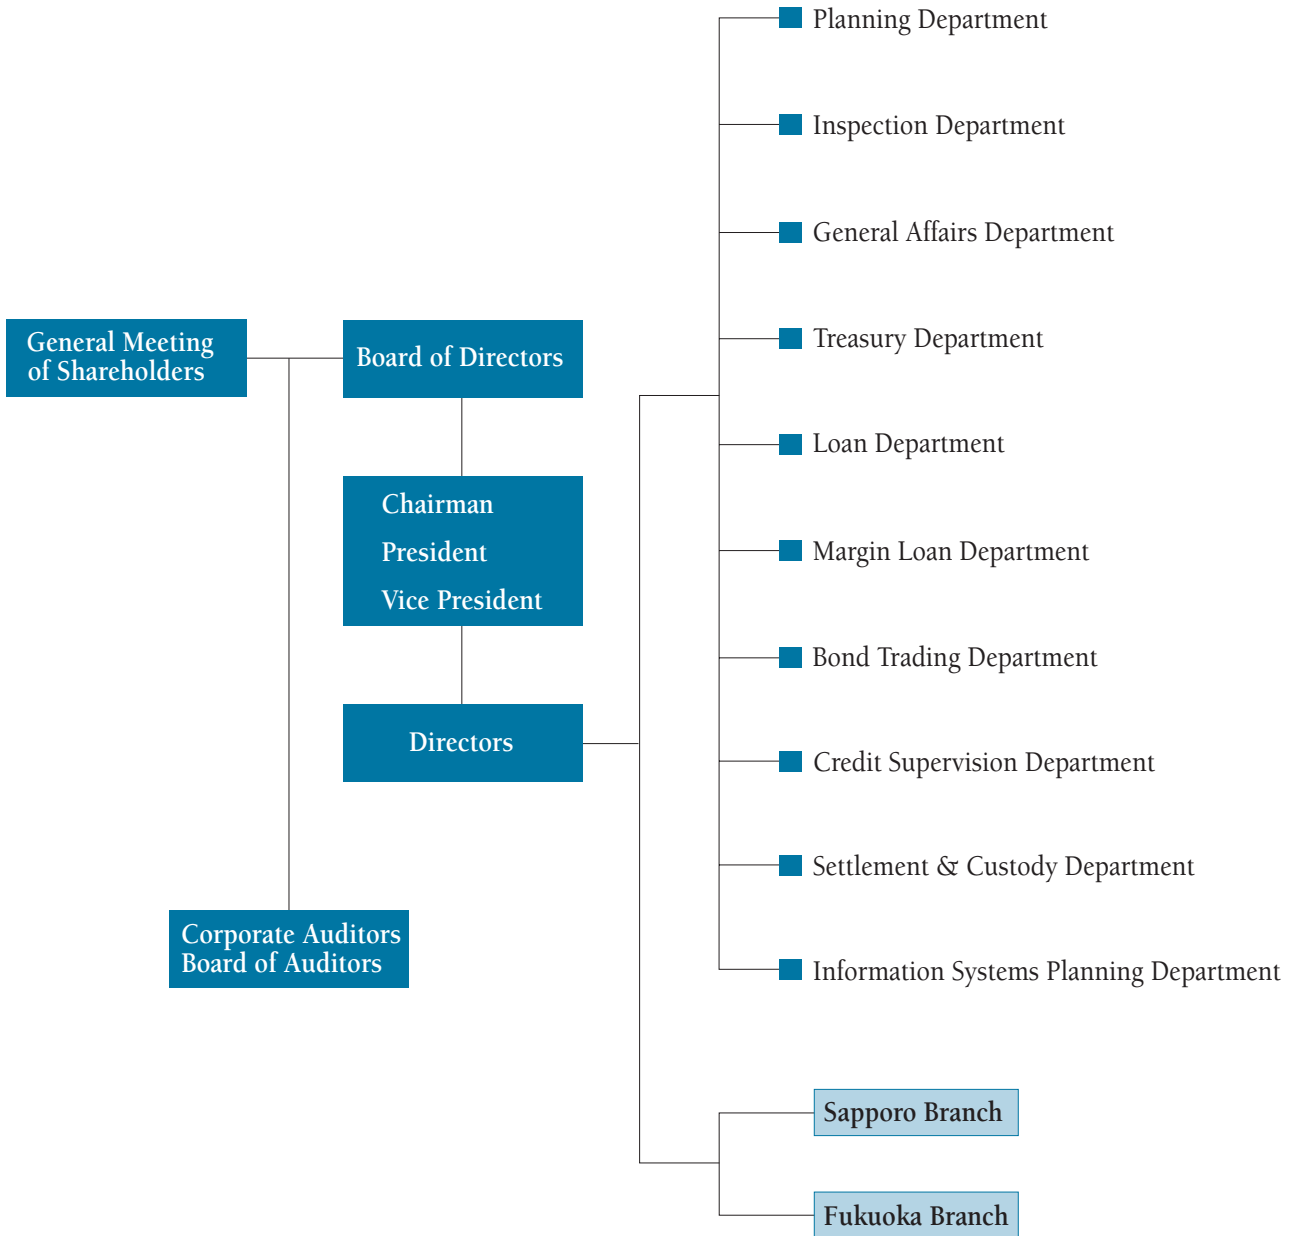 General Meeting
of Shareholders
Board of Directors
Chairman
President
Vice President
Directors
Corporate Auditors
Board of Auditors
Planning Department
Inspection Department
General Affairs Department
Treasury Department
Loan Department
Margin Loan Department
Bond Trading Department
Credit Supervision Department
Settlement & Custody Department
Information Systems Planning Department
Sapporo Branch
Fukuoka Branch